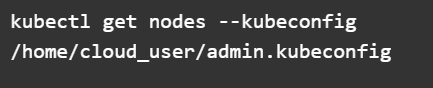 kubectl get nodes --kubeconfig
/home/cloud_user/admin.kubeconfig